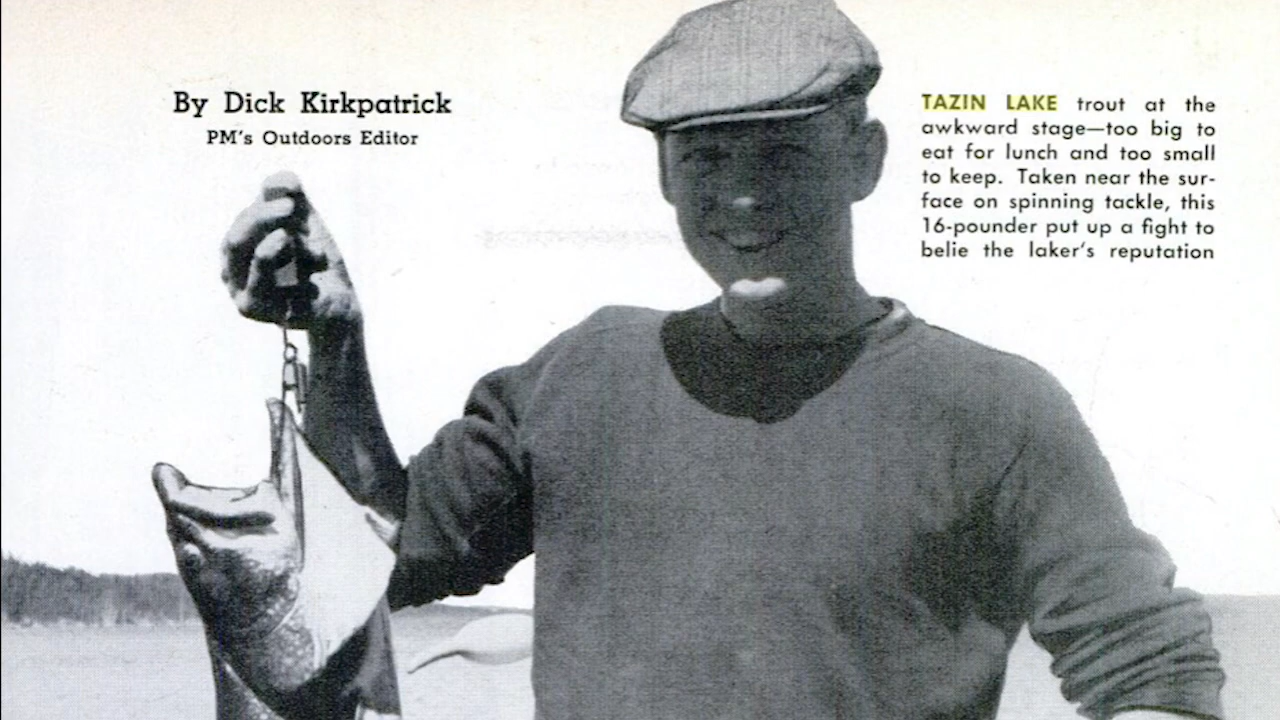 By Dick Kirkpatrick
PM's Outdoors Editor
TAZIN LAKE trout at the
awkward stage—too big to
eat for lunch and too small
to keep. Taken near the sur-
face on spinning tackle, this
16-pounder put up a fight to
belie the laker's reputation